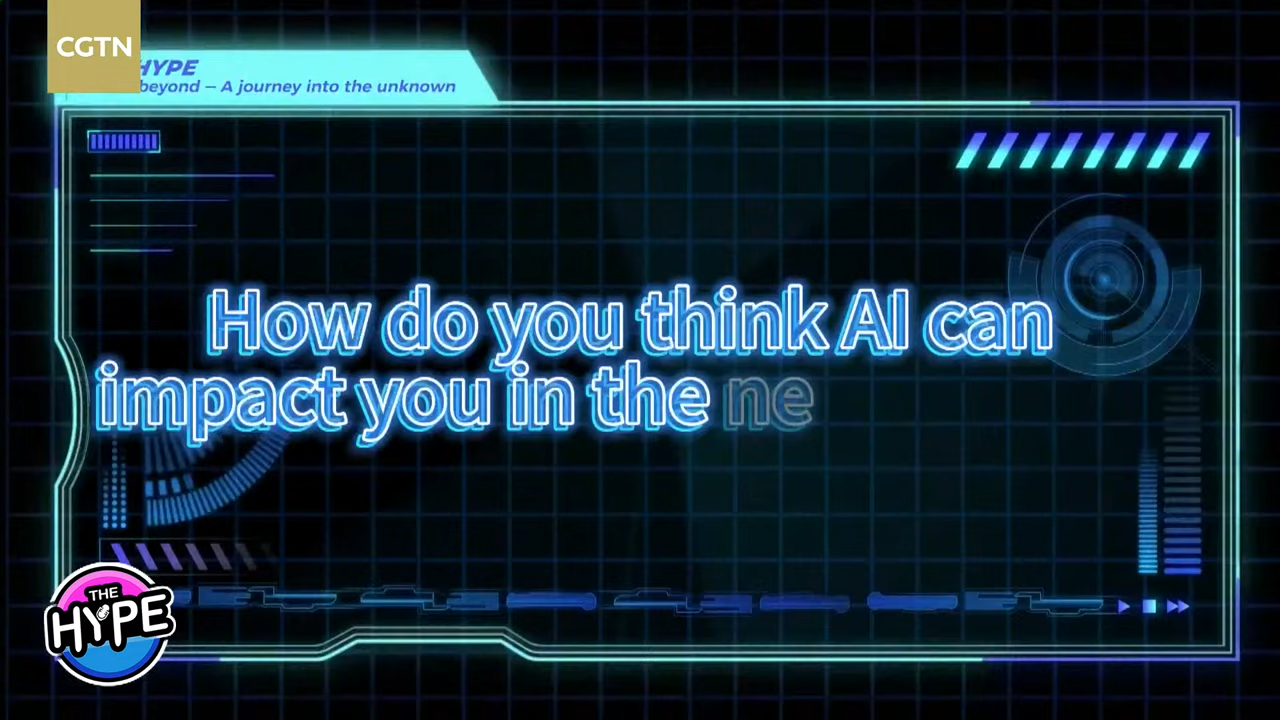 CGTN
HYPE
beyond – A journey into the unknown
How do you think AI can
impact you in the ne
THE
HYPE